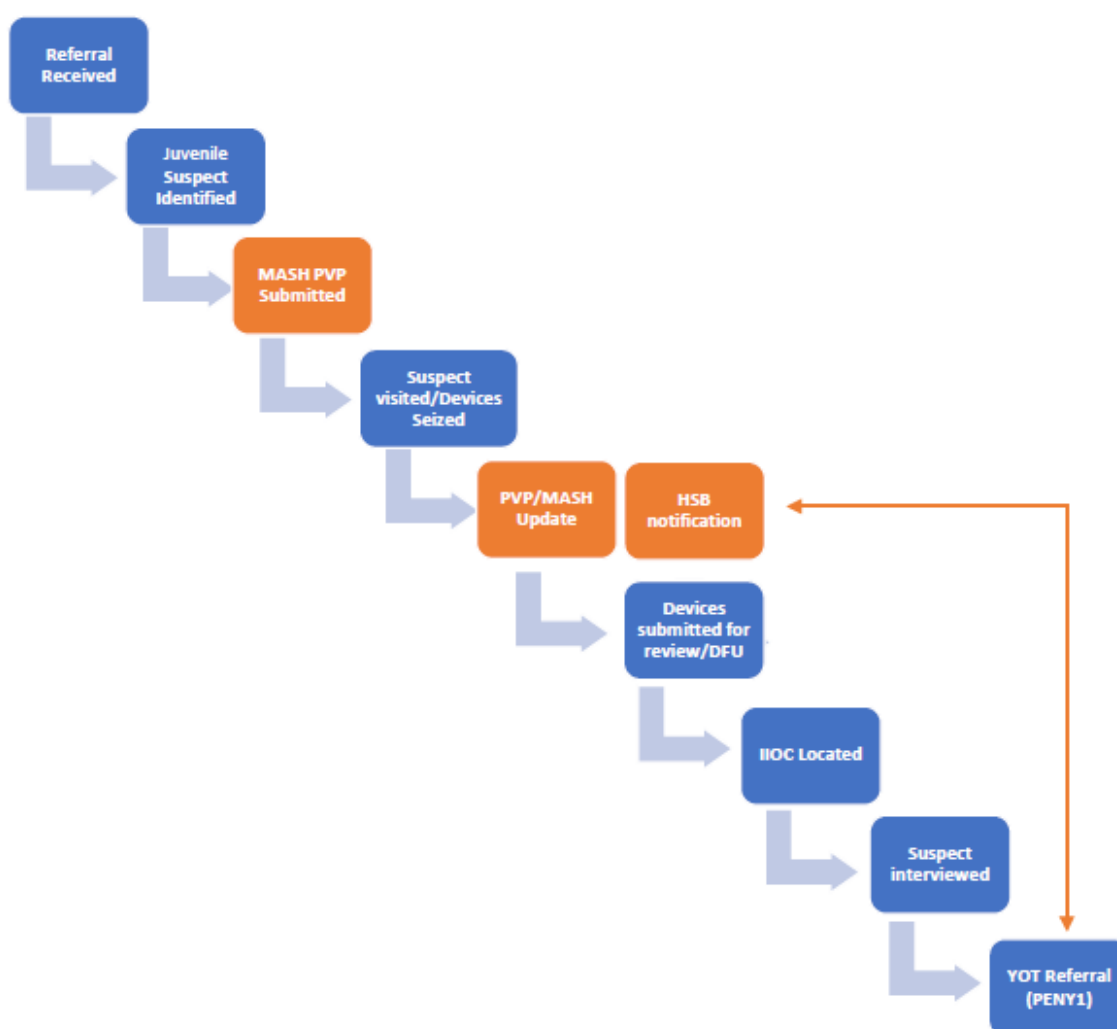 Referral
Received
Juvenile
Suspect
Identified
MASH PVP
Submitted
Suspect
visited/Devices
Seized
PVP/MASH
Update
HSB
notification
Devices
submitted for
review/DFU
IIOC Located
Suspect
interviewed
YOT Referral
(PENY1)